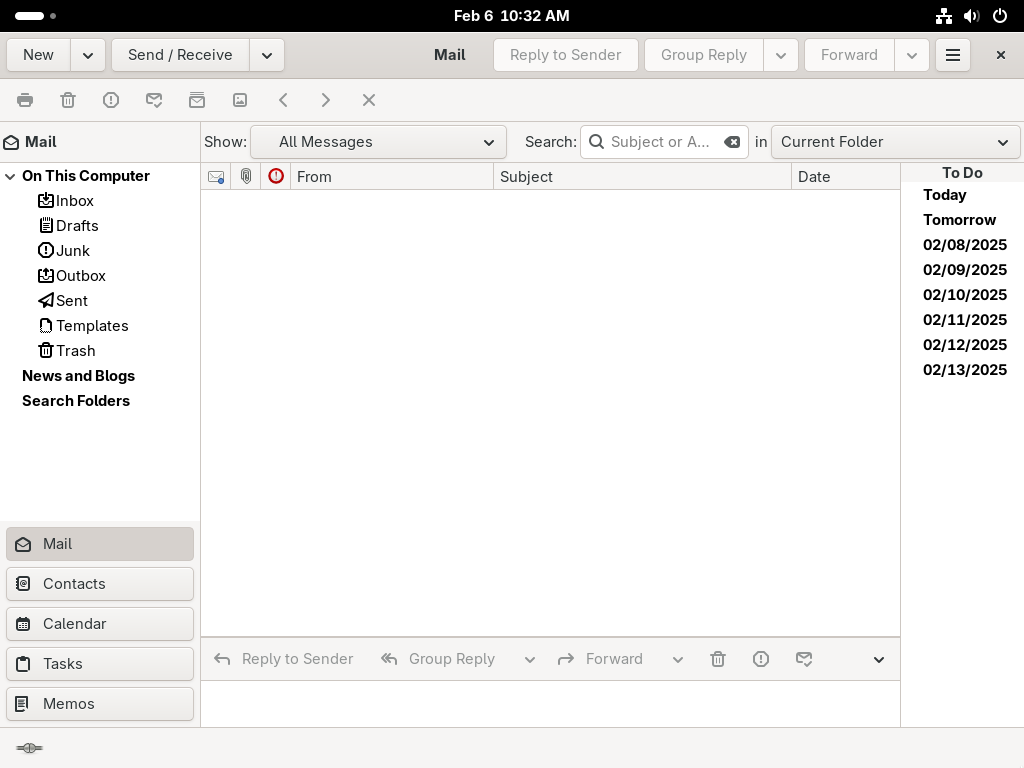 Feb 6 10:32 AM
New
Send / Receive
Mail
Reply to Sender
Group Reply
Forward
Mail
Show:
All Messages
Search:
Subject or A...
in
Current Folder
On This Computer
Inbox
Drafts
Junk
Outbox
Sent
Templates
Trash
News and Blogs
Search Folders
Mail
Contacts
Calendar
Tasks
Memos
From
Subject
Date
Reply to Sender
Group Reply
Forward
To Do
Today
Tomorrow
02/08/2025
02/09/2025
02/10/2025
02/11/2025
02/12/2025
02/13/2025